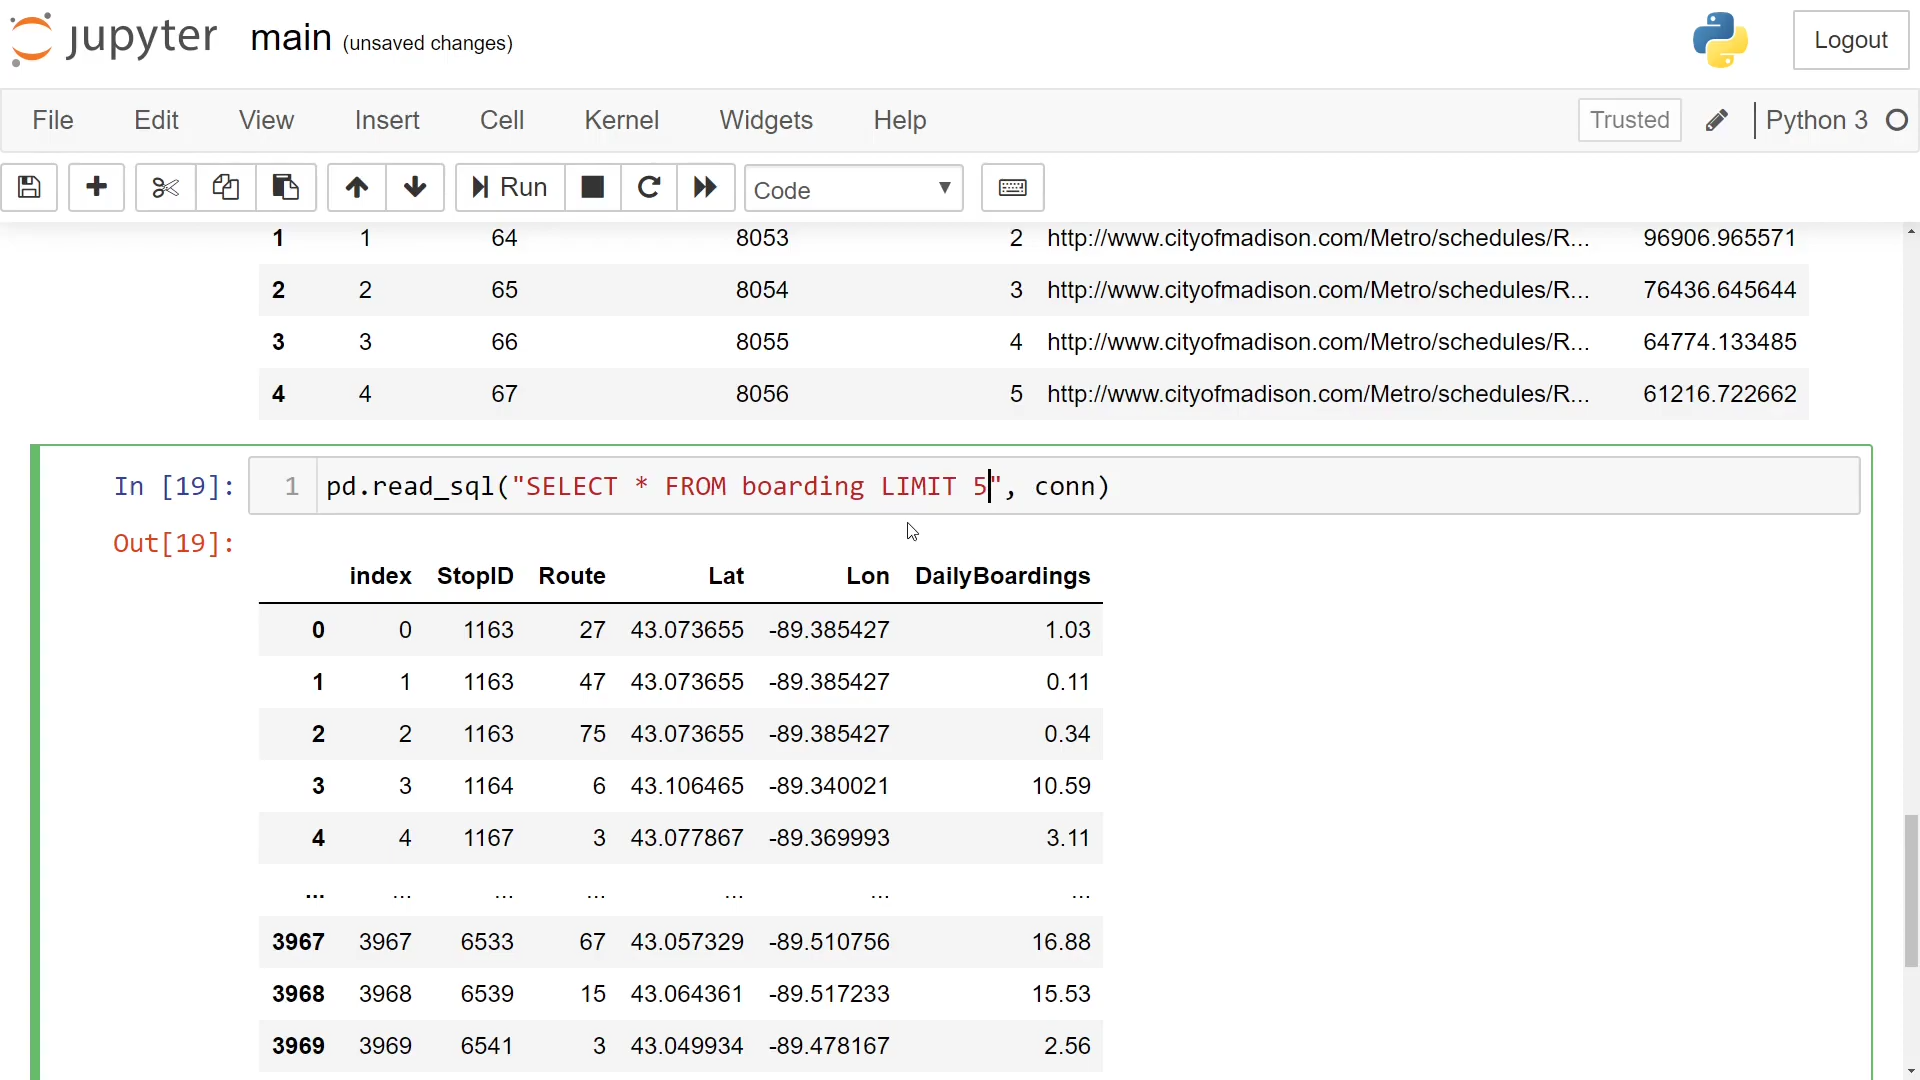 jupyter main (unsaved changes) Logout
File Edit View Insert Cell Kernel Widgets Help Trusted Python 3
Run Code
1 1 64 8053 2 http://www.cityofmadison.com/Metro/schedules/R... 96906.965571
2 2 65 8054 3 http://www.cityofmadison.com/Metro/schedules/R... 76436.645644
3 3 66 8055 4 http://www.cityofmadison.com/Metro/schedules/R... 64774.133485
4 4 67 8056 5 http://www.cityofmadison.com/Metro/schedules/R... 61216.722662
In [19]: 1 pd.read_sql("SELECT * FROM boarding LIMIT 5", conn)
Out[19]:
index StopID Route Lat Lon DailyBoardings
0 0 1163 27 43.073655 -89.385427 1.03
1 1 1163 47 43.073655 -89.385427 0.11
2 2 1163 75 43.073655 -89.385427 0.34
3 3 1164 6 43.106465 -89.340021 10.59
4 4 1167 3 43.077867 -89.369993 3.11
... ... ... ... ... ... ...
3967 3967 6533 67 43.057329 -89.510756 16.88
3968 3968 6539 15 43.064361 -89.517233 15.53
3969 3969 6541 3 43.049934 -89.478167 2.56